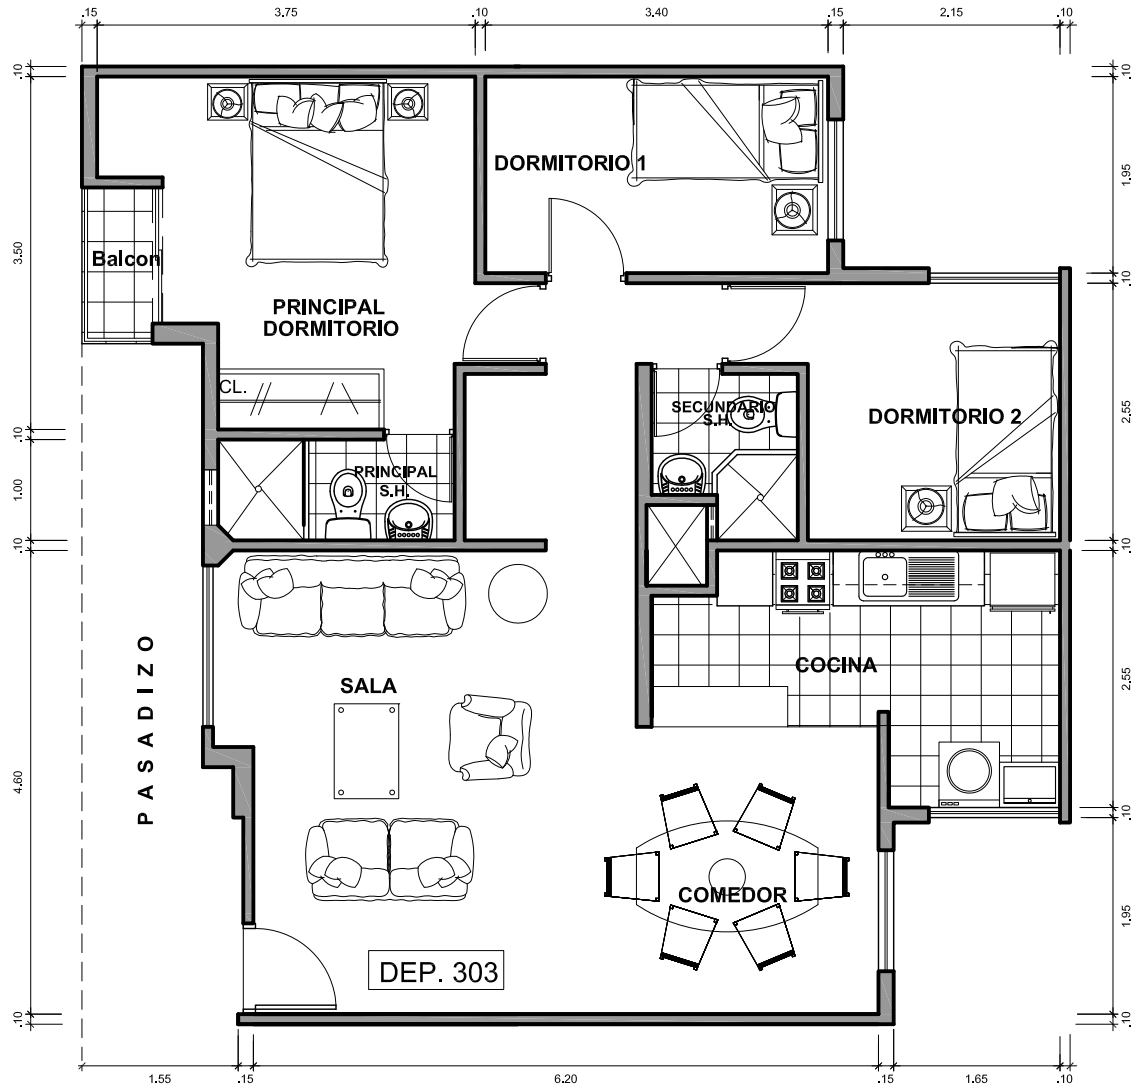 .15
3.75
.10
3.40
.15
2.15
.10
.10
3.50
.10
1.00
.10
4.60
.10
.10
1.95
.10
2.55
.10
2.55
.10
1.95
.10
DORMITORIO 1
Balcon
PRINCIPAL
DORMITORIO
CL.
SECUNDARIO
S.H.
DORMITORIO 2
PRINCIPAL
S.H.
PASADIZO
SALA
COCINA
COMEDOR
DEP. 303
1.55
.15
6.20
.15
1.65
.10